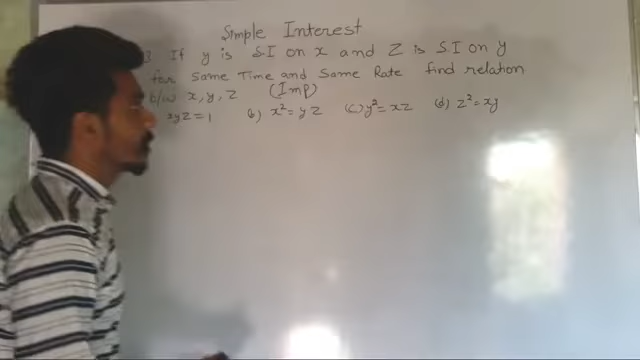 Simple Interest
3 If y is S.I on x and Z is S.I on y
for Same Time and Same Rate find relation
b/w x, y, Z (Imp)
xyZ=1 (b) x²=yZ (c) y²=xZ (d) Z²=xy